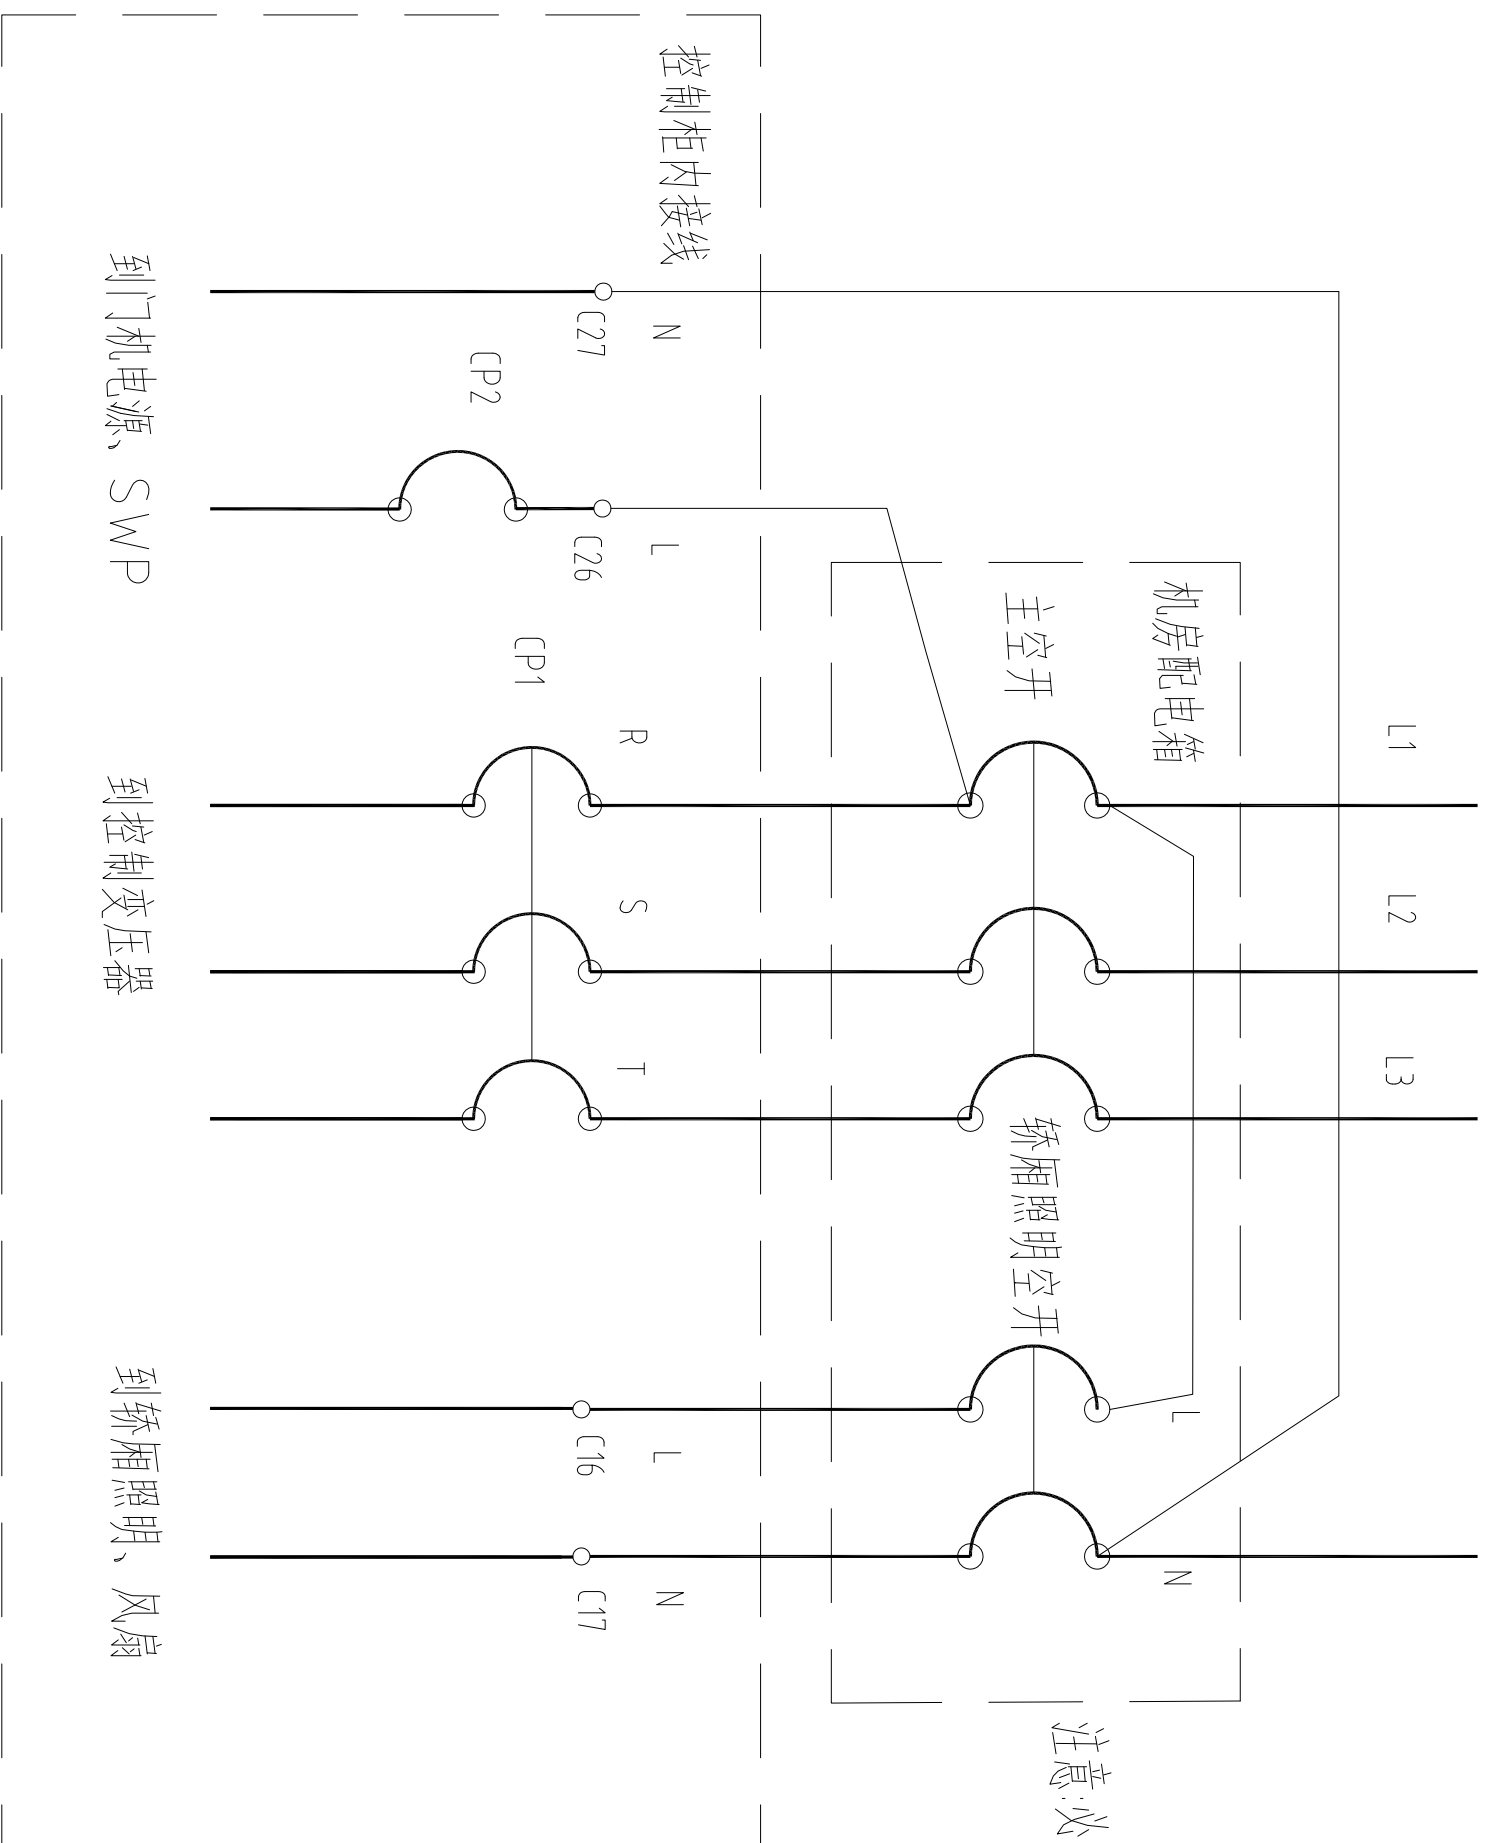 L1
L2
L3
机房配电箱
L
N
主空开
轿厢照明空开
注意:
控制柜内接线
N
L
R
S
T
L
N
C27
C26
C16
C17
CP2
CP1
到门机电源、SWP
到控制变压器
到轿厢照明、风扇